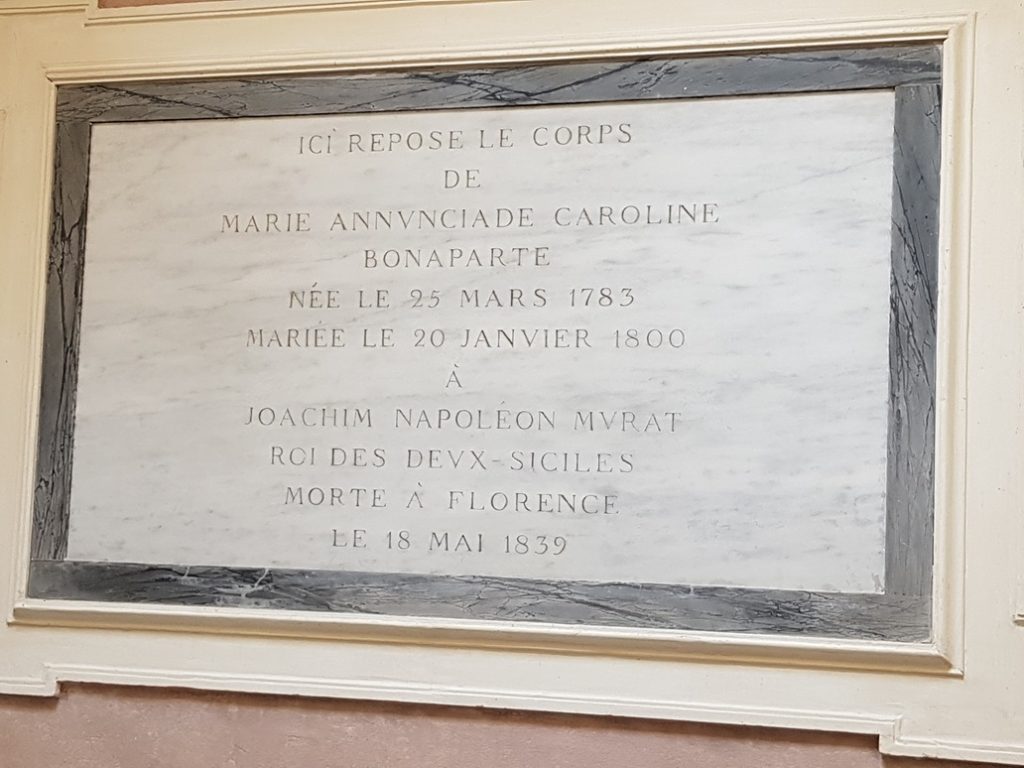 ICÌ REPOSE LE CORPS
DE
MARIE ANNVNCIADE CAROLINE
BONAPARTE
NÉE LE 25 MARS 1783
MARIÉE LE 20 JANVIER 1800
À
JOACHIM NAPOLÉON MVRAT
ROI DES DEVX-SICILES
MORTE À FLORENCE
LE 18 MAI 1839